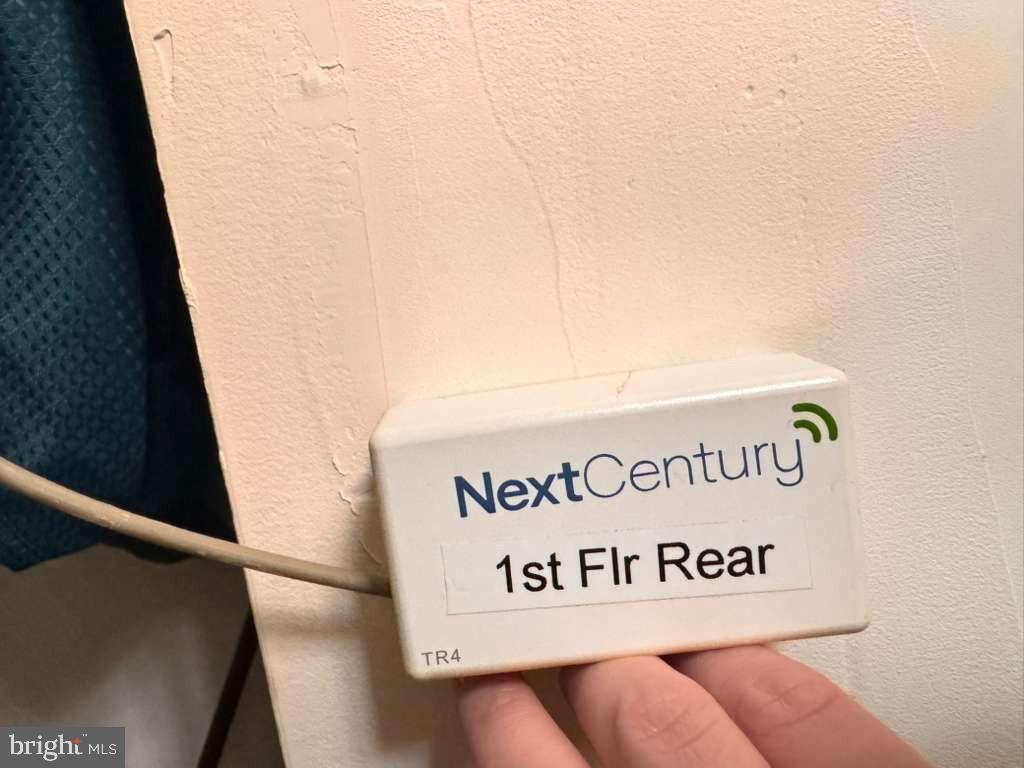 NextCentury
1st Flr Rear
TR4
bright MLS